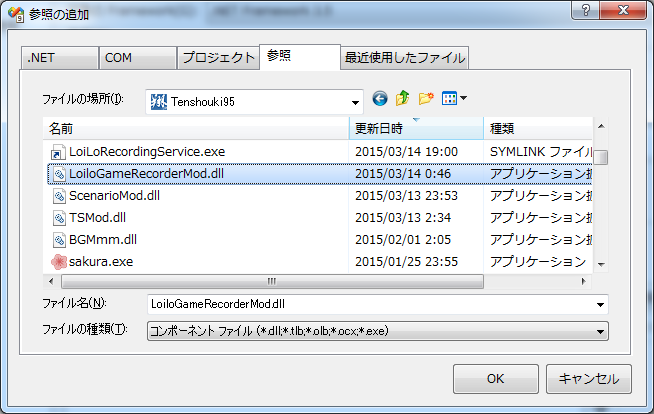 参照の追加
.NET
COM
プロジェクト
参照
最近使用したファイル
ファイルの場所(I):
Tenshouki95
名前
更新日時
種類
LoiLoRecordingService.exe
2015/03/14 19:00
SYMLINK ファイル
LoiloGameRecorderMod.dll
2015/03/14 0:46
アプリケーション拡
ScenarioMod.dll
2015/03/13 23:53
アプリケーション拡
TSMod.dll
2015/03/13 2:34
アプリケーション拡
BGMmm.dll
2015/02/01 2:05
アプリケーション拡
sakura.exe
2015/01/25 23:55
アプリケーション
ファイル名(N):
LoiloGameRecorderMod.dll
ファイルの種類(T):
コンポーネント ファイル (*.dll;*.tlb;*.olb;*.ocx;*.exe)
OK
キャンセル